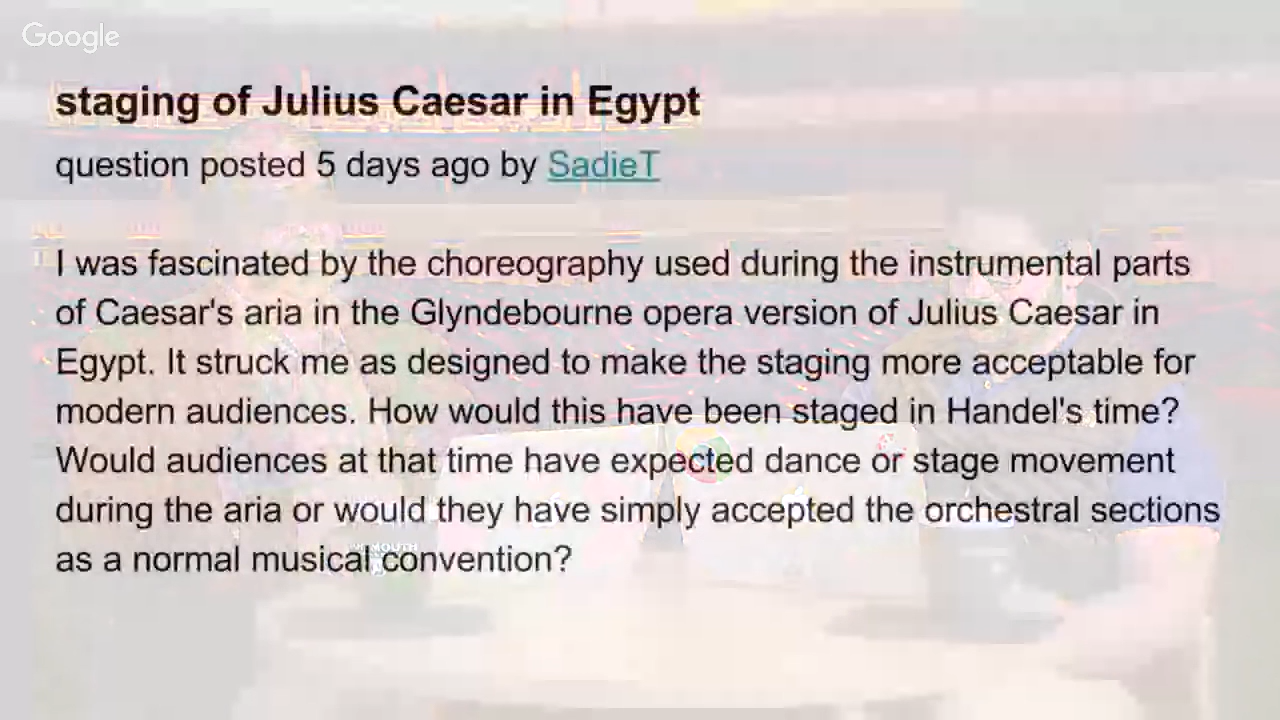 Google
staging of Julius Caesar in Egypt
question posted 5 days ago by SadieT
I was fascinated by the choreography used during the instrumental parts
of Caesar's aria in the Glyndebourne opera version of Julius Caesar in
Egypt. It struck me as designed to make the staging more acceptable for
modern audiences. How would this have been staged in Handel's time?
Would audiences at that time have expected dance or stage movement
during the aria or would they have simply accepted the orchestral sections
as a normal musical convention?